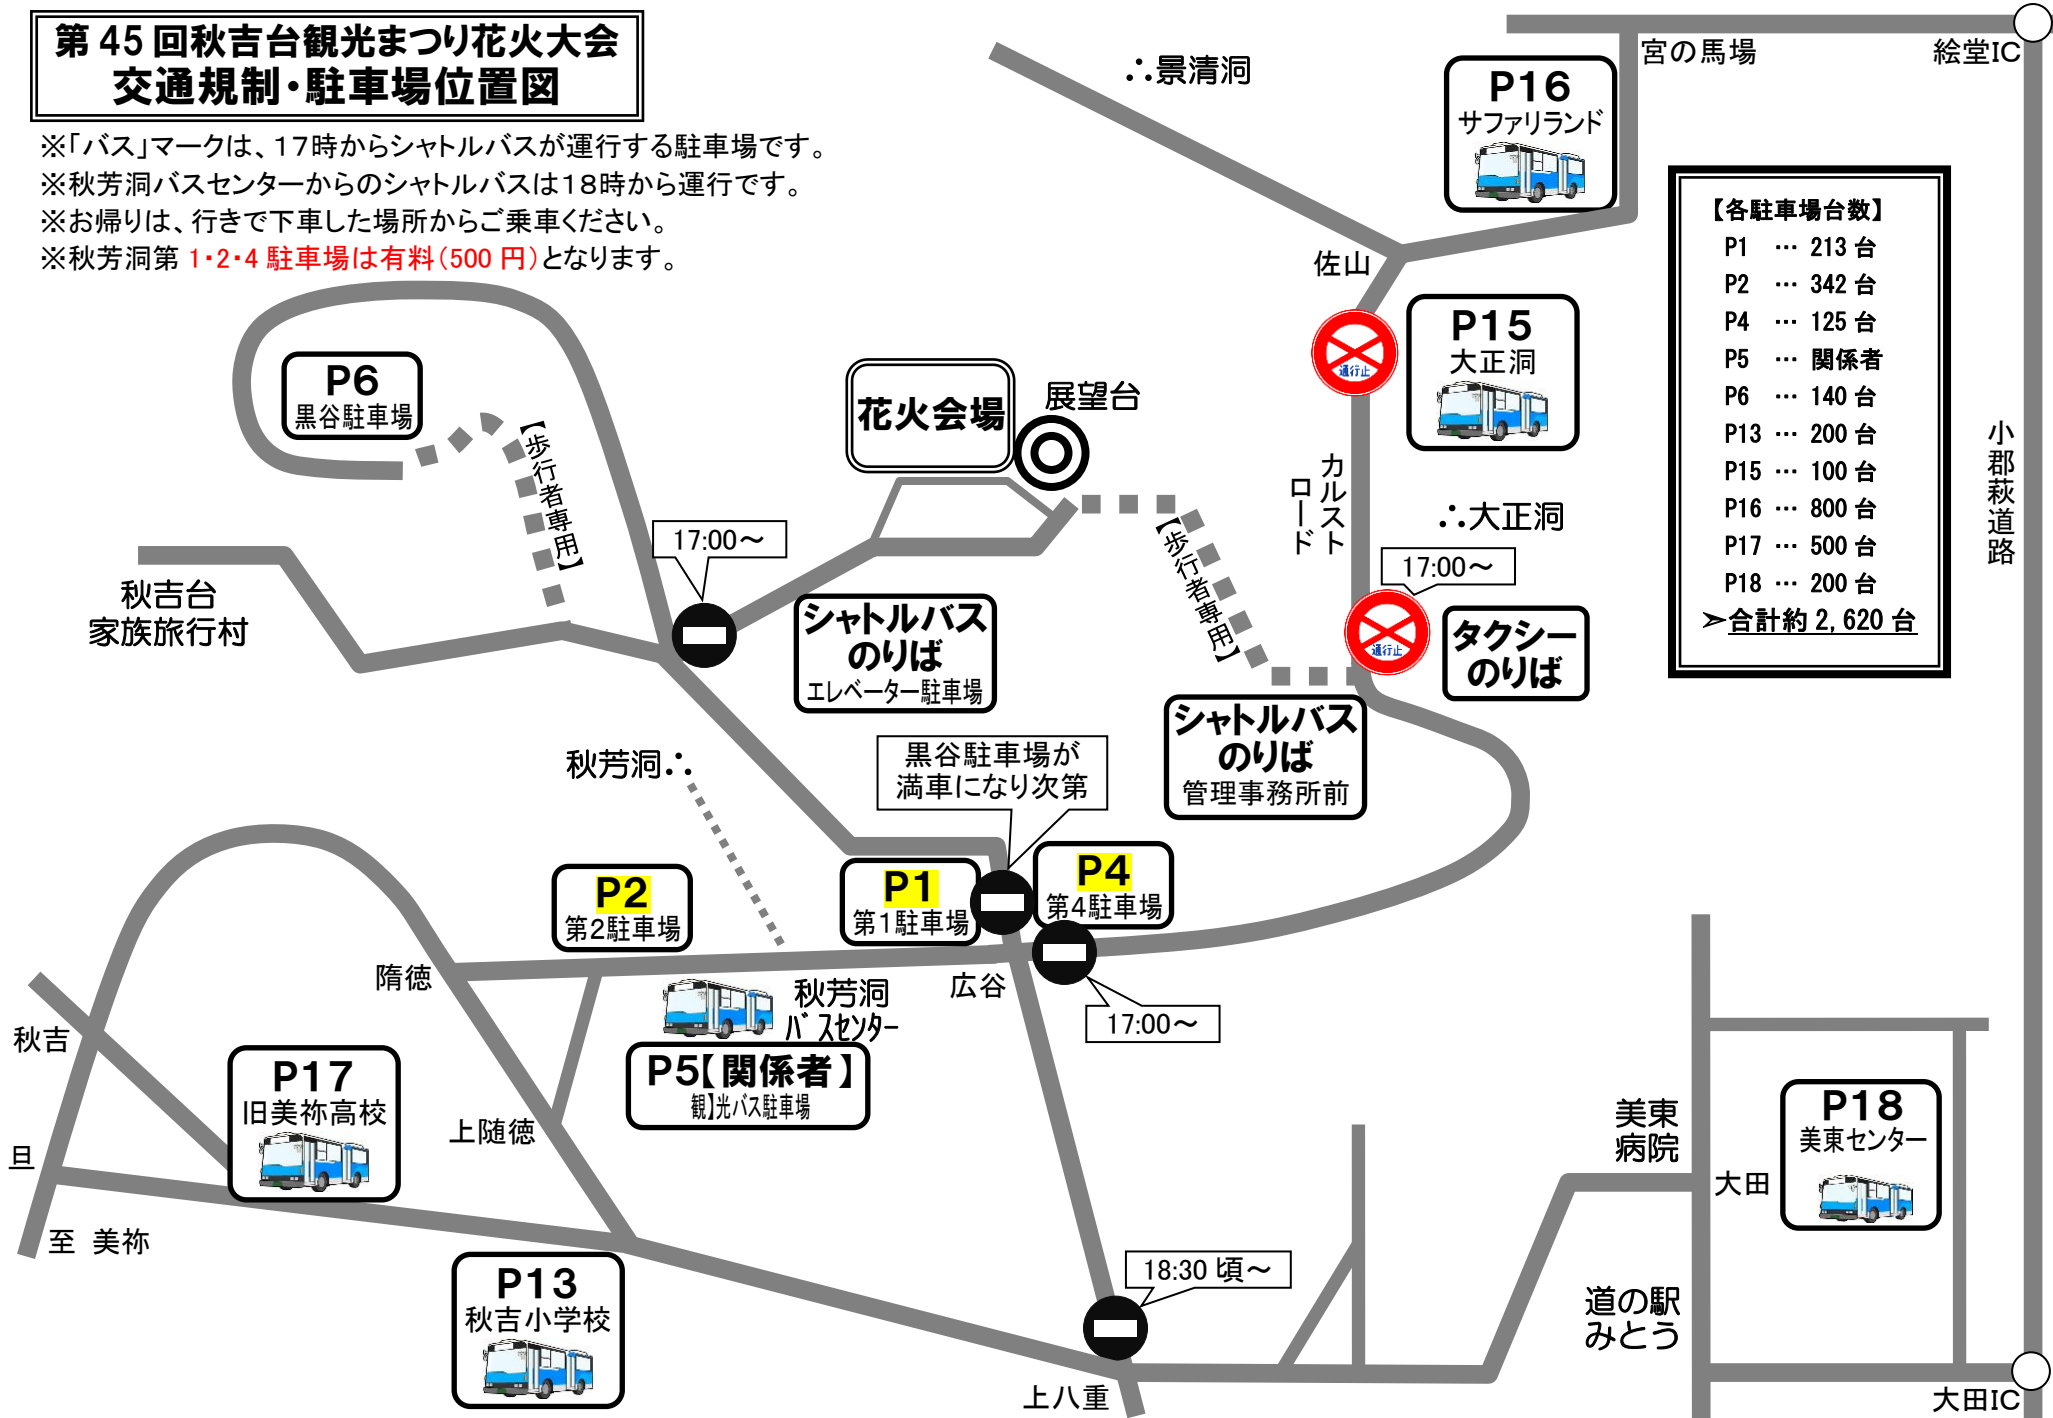 第45回秋吉台観光まつり花火大会
交通規制・駐車場位置図
※「バス」マークは、17時からシャトルバスが運行する駐車場です。
※秋芳洞バスセンターからのシャトルバスは18時から運行です。
※お帰りは、行きで下車した場所からご乗車ください。
※秋芳洞第1・2・4駐車場は有料(500円)となります。
∴景清洞
宮の馬場
絵堂IC
P16
サファリランド
佐山
【各駐車場台数】
P1 … 213台
P2 … 342台
P4 … 125台
P5 … 関係者
P6 … 140台
P13 … 200台
P15 … 100台
P16 … 800台
P17 … 500台
P18 … 200台
➢合計約2,620台
小郡萩道路
P15
大正洞
通行止
カルスト
ロード
∴大正洞
17:00～
通行止
タクシー
のりば
P6
黒谷駐車場
【歩行者専用】
花火会場
展望台
【歩行者専用】
17:00～
秋吉台
家族旅行村
シャトルバス
のりば
エレベーター駐車場
シャトルバス
のりば
管理事務所前
秋芳洞∴
黒谷駐車場が
満車になり次第
P2
第2駐車場
P1
第1駐車場
P4
第4駐車場
隋徳
秋芳洞
バスセンター
広谷
17:00～
P5【関係者】
観】光バス駐車場
秋吉
P17
旧美祢高校
上随徳
旦
至 美祢
P13
秋吉小学校
18:30頃～
上八重
美東
病院
大田
P18
美東センター
道の駅
みとう
大田IC